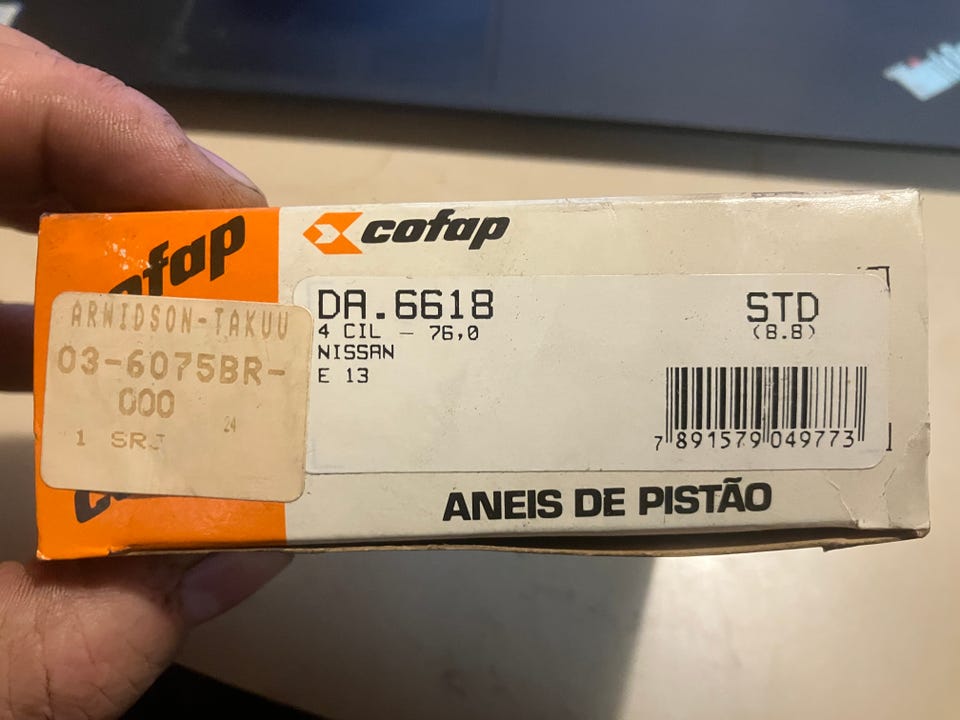 cofap
cofap
DA.6618
STD
4 CIL – 76,0
(8.8)
NISSAN
E 13
7 891579 049773
ANEIS DE PISTÃO
ARWIDSON-TAKUU
03-6075BR-
000
24
1 SRJ